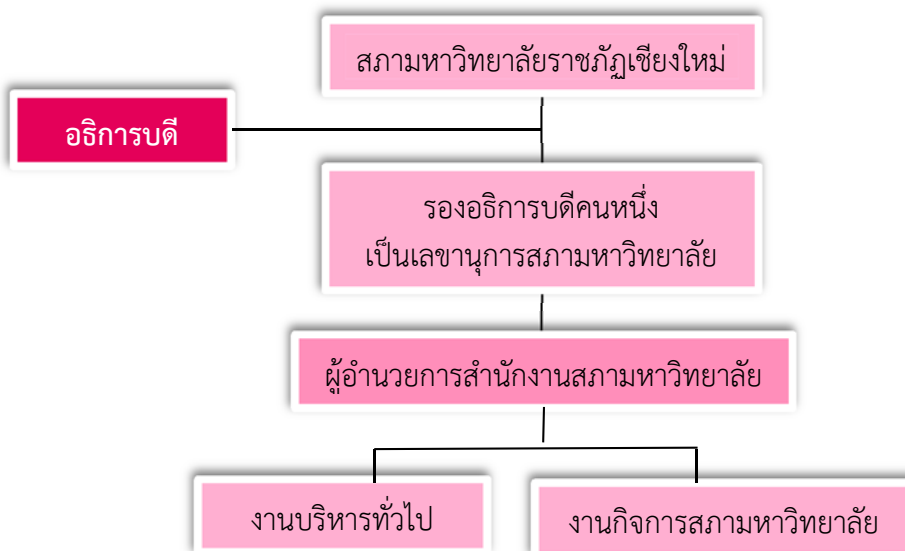 สภามหาวิทยาลัยราชภัฏเชียงใหม่
อธิการบดี
รองอธิการบดีคนหนึ่ง
เป็นเลขานุการสภามหาวิทยาลัย
ผู้อำนวยการสำนักงานสภามหาวิทยาลัย
งานบริหารทั่วไป
งานกิจการสภามหาวิทยาลัย